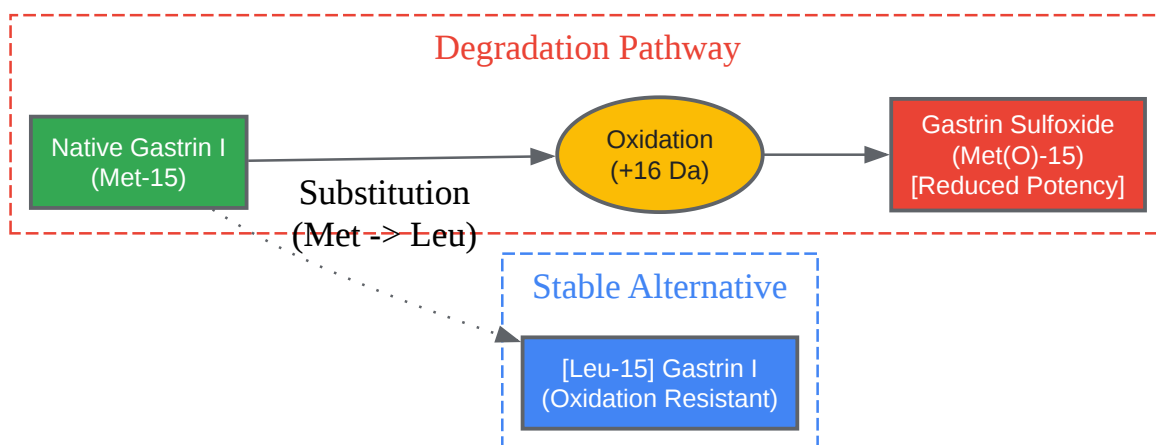 Degradation Pathway
Native Gastrin I
(Met-15)
Oxidation
(+16 Da)
Gastrin Sulfoxide
(Met(O)-15)
[Reduced Potency]
Substitution
(Met -> Leu)
Stable Alternative
[Leu-15] Gastrin I
(Oxidation Resistant)